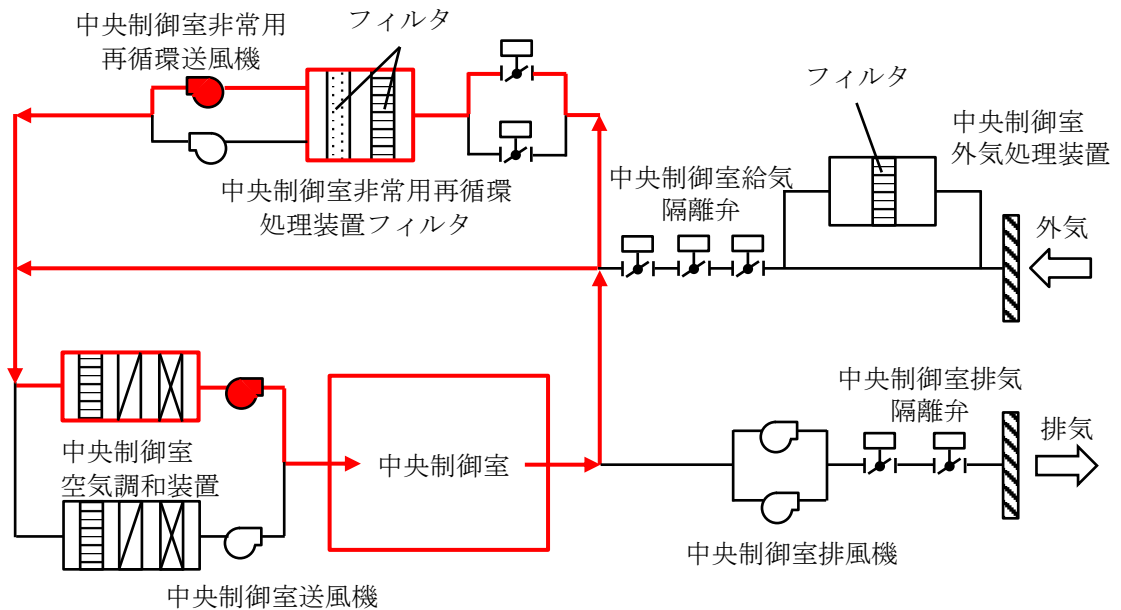 中央制御室非常用
再循環送風機
フィルタ
フィルタ
中央制御室
外気処理装置
中央制御室給気
隔離弁
中央制御室非常用再循環
処理装置フィルタ
外気
中央制御室排気
隔離弁
排気
中央制御室
空気調和装置
中央制御室
中央制御室排風機
中央制御室送風機